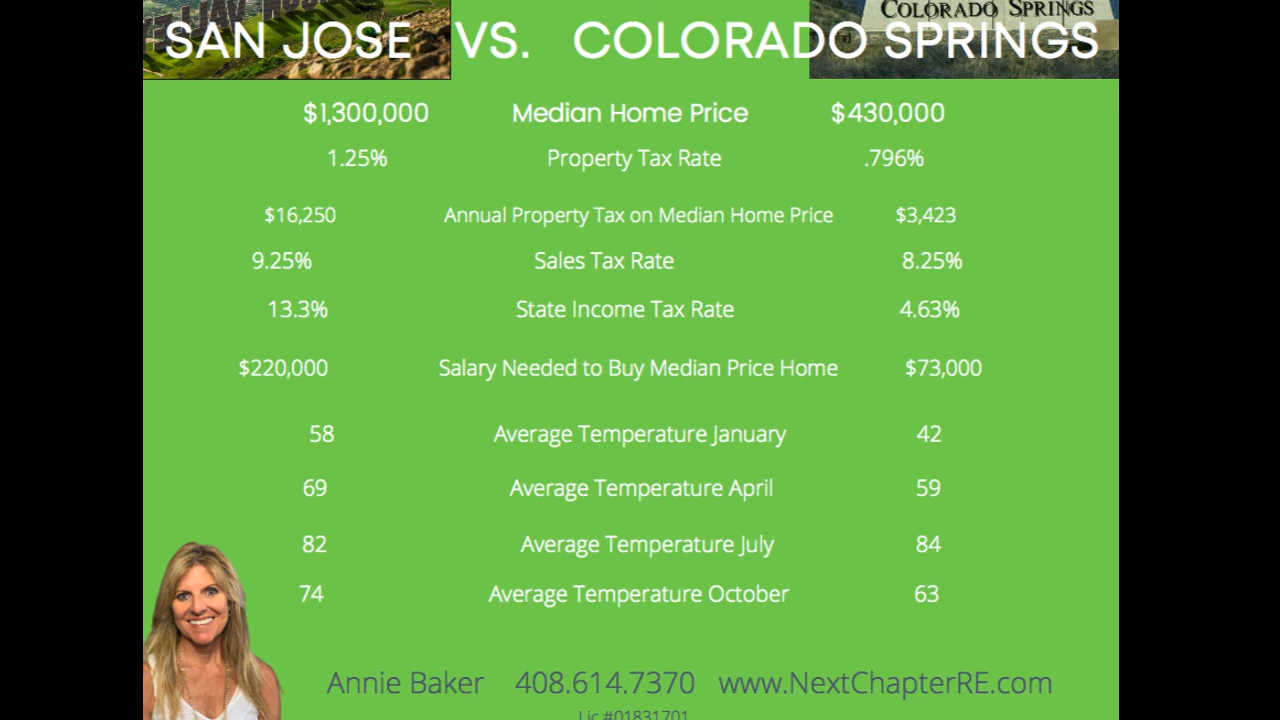 COLORADO SPRINGS
SAN JOSE VS. COLORADO SPRINGS
$1,300,000 Median Home Price $430,000
1.25% Property Tax Rate .796%
$16,250 Annual Property Tax on Median Home Price $3,423
9.25% Sales Tax Rate 8.25%
13.3% State Income Tax Rate 4.63%
$220,000 Salary Needed to Buy Median Price Home $73,000
58 Average Temperature January 42
69 Average Temperature April 59
82 Average Temperature July 84
74 Average Temperature October 63
Annie Baker 408.614.7370 www.NextChapterRE.com
Lic #01831701